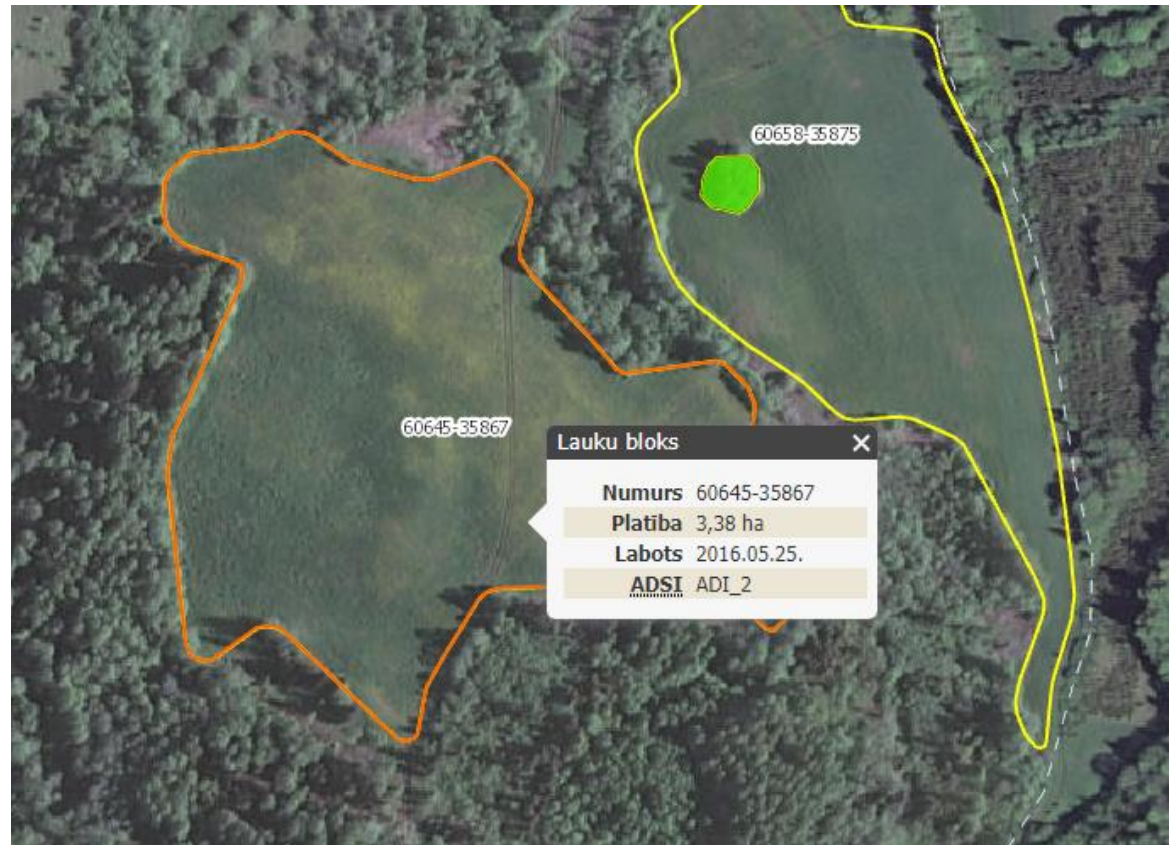 60658-35875
60645-35867
Lauku bloks
Numurs 60645-35867
Platība 3,38 ha
Labots 2016.05.25.
ADSI ADI_2